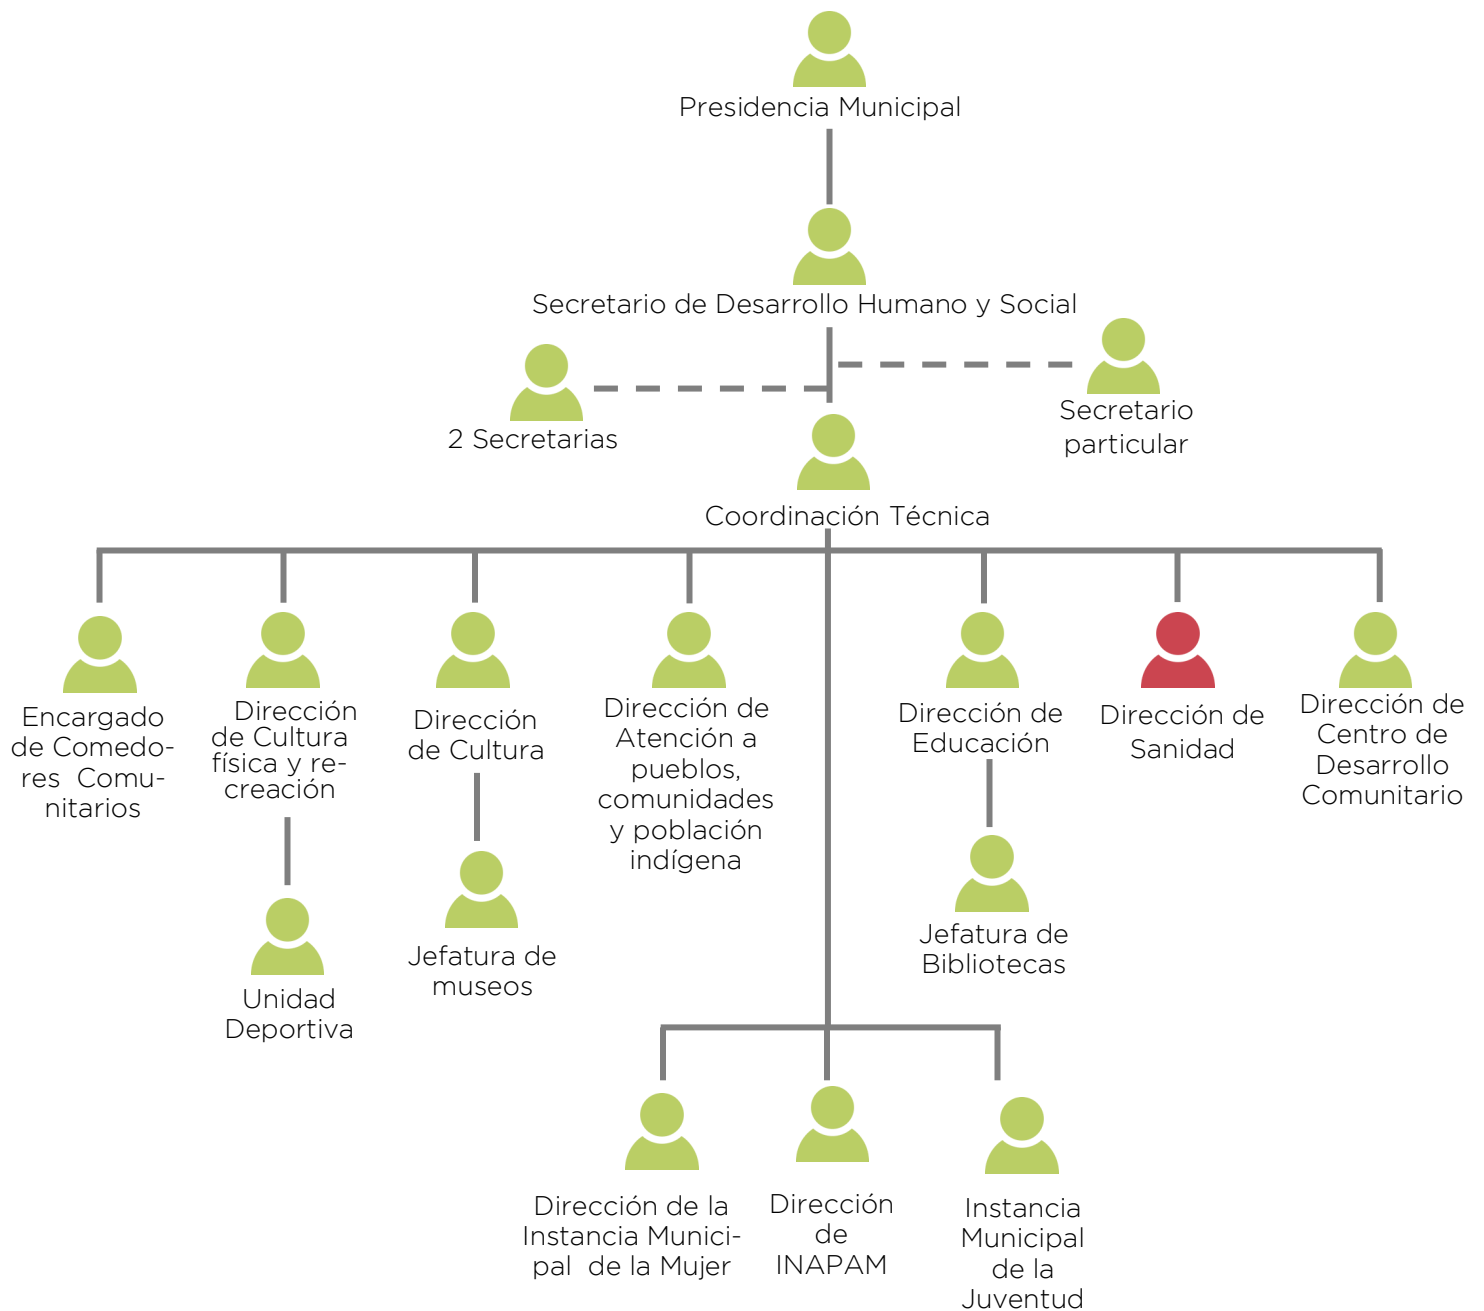 Presidencia Municipal
Secretario de Desarrollo Humano y Social
2 Secretarias
Secretario
particular
Coordinación Técnica
Encargado
de Comedo-
res Comu-
nitarios
Dirección
de Cultura
física y re-
creación
Dirección
de Cultura
Dirección de
Atención a
pueblos,
comunidades
y población
indígena
Dirección de
Educación
Dirección de
Sanidad
Dirección de
Centro de
Desarrollo
Comunitario
Unidad
Deportiva
Jefatura de
museos
Jefatura de
Bibliotecas
Dirección de la
Instancia Munici-
pal de la Mujer
Dirección
de
INAPAM
Instancia
Municipal
de la
Juventud